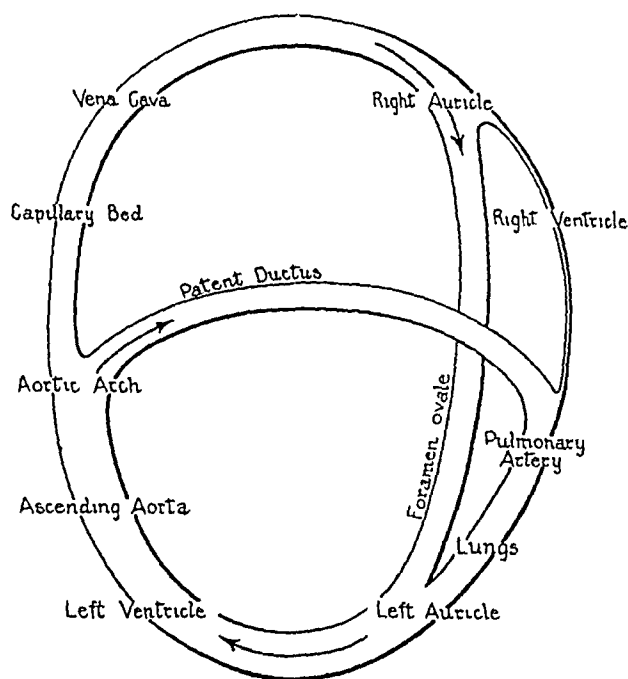 Vena Cava
Right Auricle
Capulary Bed
Right Ventricle
Patent Ductus
Aortic Arch
Foramen ovale
Pulmonary
Artery
Ascending Aorta
Lungs
Left Ventricle
Left Auricle